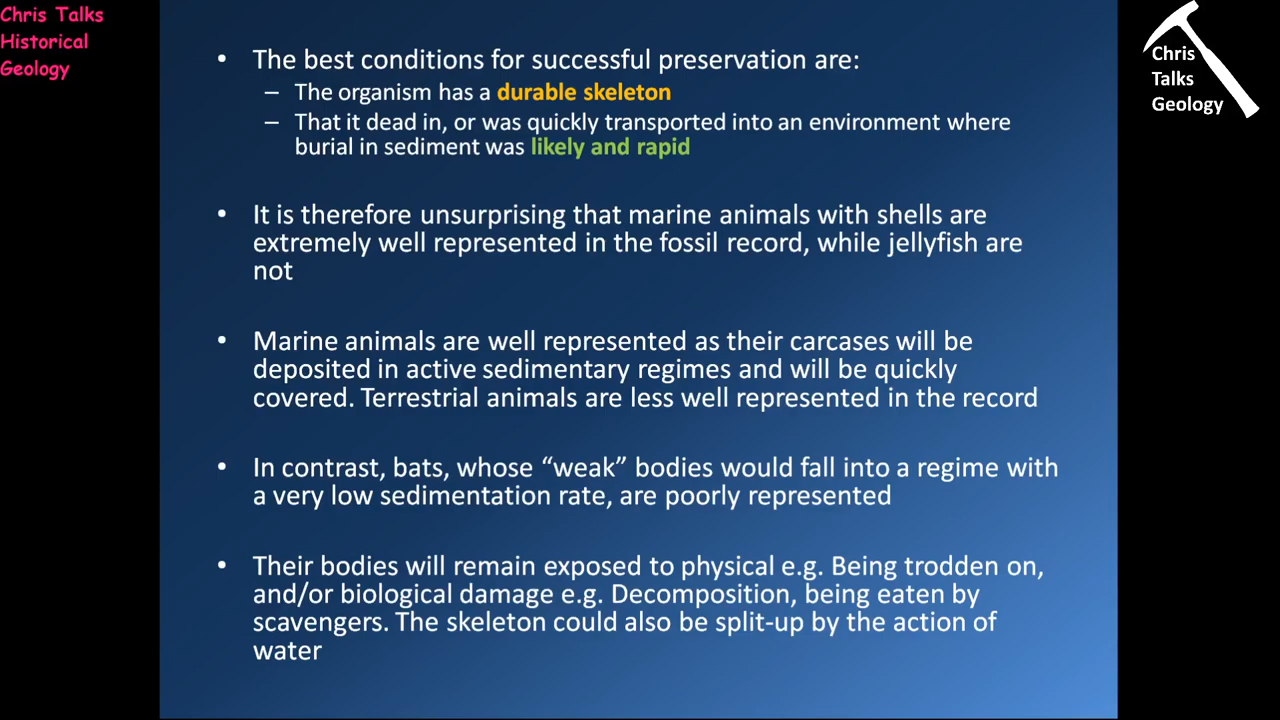 Chris Talks
Historical
Geology
Chris
Talks
Geology
• The best conditions for successful preservation are:
– The organism has a durable skeleton
– That it dead in, or was quickly transported into an environment where
burial in sediment was likely and rapid
• It is therefore unsurprising that marine animals with shells are
extremely well represented in the fossil record, while jellyfish are
not
• Marine animals are well represented as their carcases will be
deposited in active sedimentary regimes and will be quickly
covered. Terrestrial animals are less well represented in the record
• In contrast, bats, whose “weak” bodies would fall into a regime with
a very low sedimentation rate, are poorly represented
• Their bodies will remain exposed to physical e.g. Being trodden on,
and/or biological damage e.g. Decomposition, being eaten by
scavengers. The skeleton could also be split-up by the action of
water